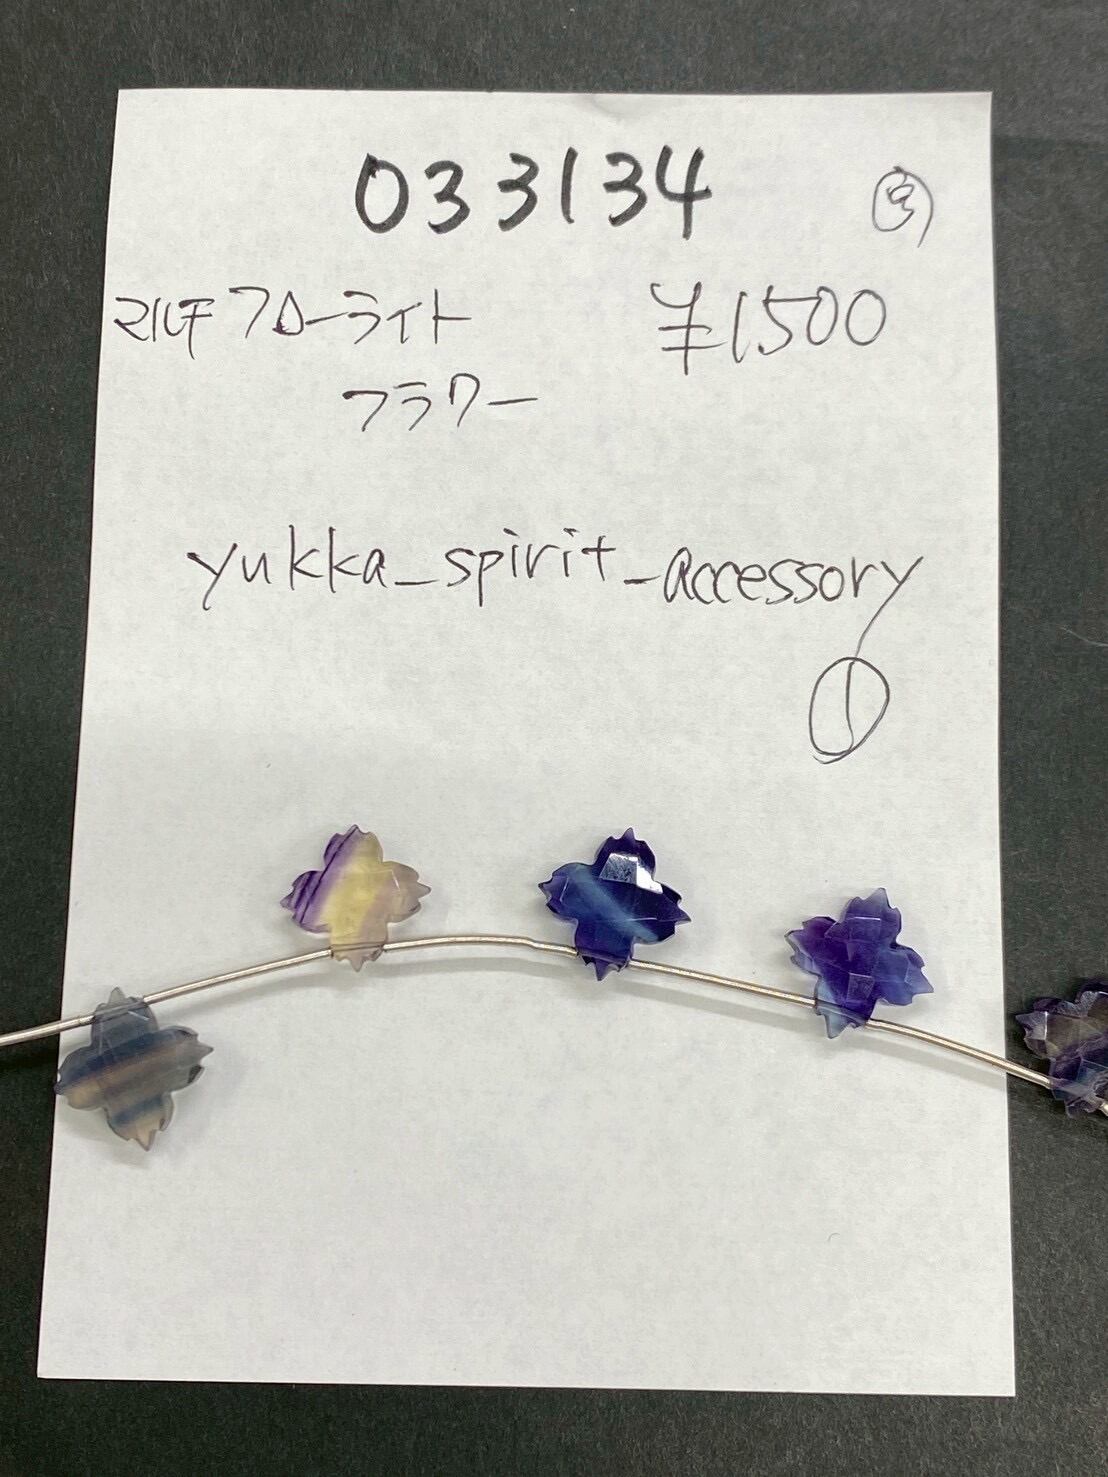 033134
マルチフローライト ¥1500
フラワー
yukka_spirit_accessory
①